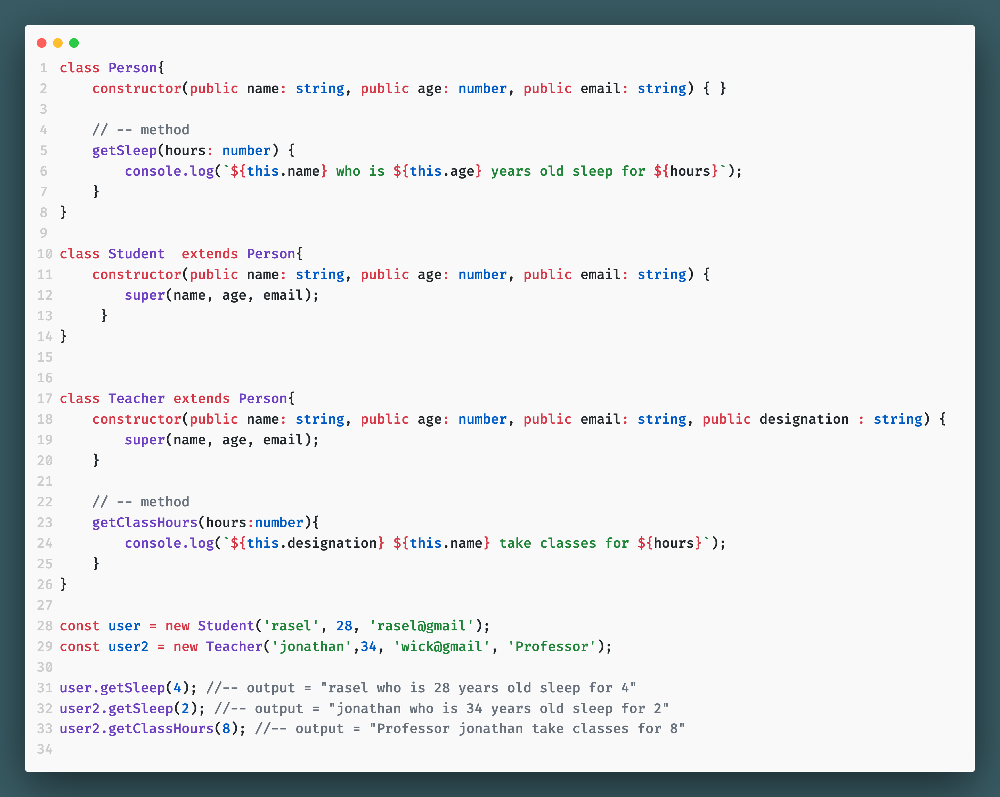 1 class Person{
2     constructor(public name: string, public age: number, public email: string) { }
3
4     // -- method
5     getSleep(hours: number) {
6         console.log(`${this.name} who is ${this.age} years old sleep for ${hours}`);
7     }
8 }
9
10 class Student  extends Person{
11     constructor(public name: string, public age: number, public email: string) {
12         super(name, age, email);
13      }
14 }
15
16
17 class Teacher extends Person{
18     constructor(public name: string, public age: number, public email: string, public designation : string) {
19         super(name, age, email);
20     }
21
22     // -- method
23     getClassHours(hours:number){
24         console.log(`${this.designation} ${this.name} take classes for ${hours}`);
25     }
26 }
27
28 const user = new Student('rasel', 28, 'rasel@gmail');
29 const user2 = new Teacher('jonathan',34, 'wick@gmail', 'Professor');
30
31 user.getSleep(4); //-- output = "rasel who is 28 years old sleep for 4"
32 user2.getSleep(2); //-- output = "jonathan who is 34 years old sleep for 2"
33 user2.getClassHours(8); //-- output = "Professor jonathan take classes for 8"
34